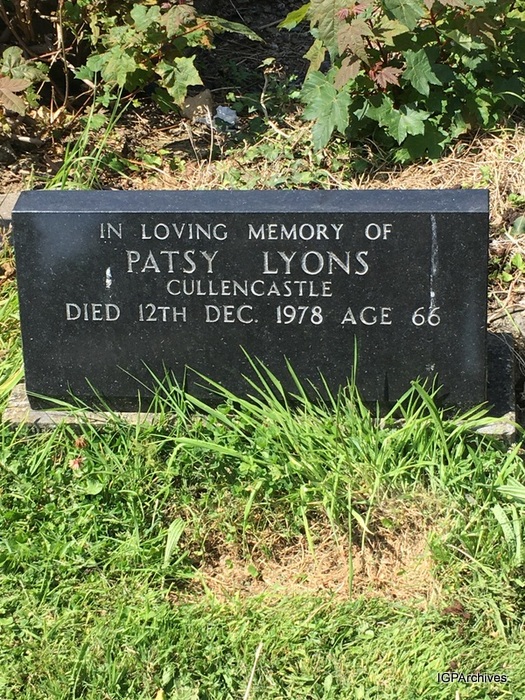 IN LOVING MEMORY OF
PATSY LYONS
CULLENCASTLE
DIED 12TH DEC. 1978 AGE 66
IGPArchives